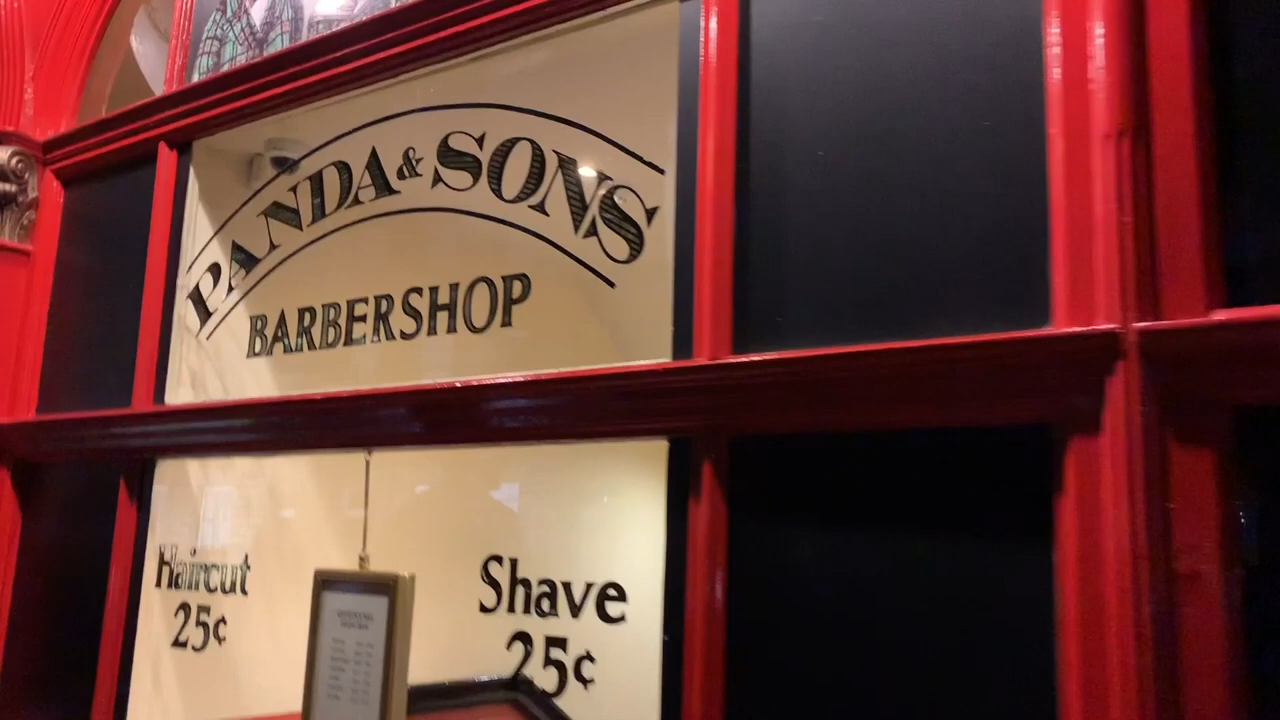 PANDA & SONS
BARBERSHOP
Haircut
25¢
Shave
25¢